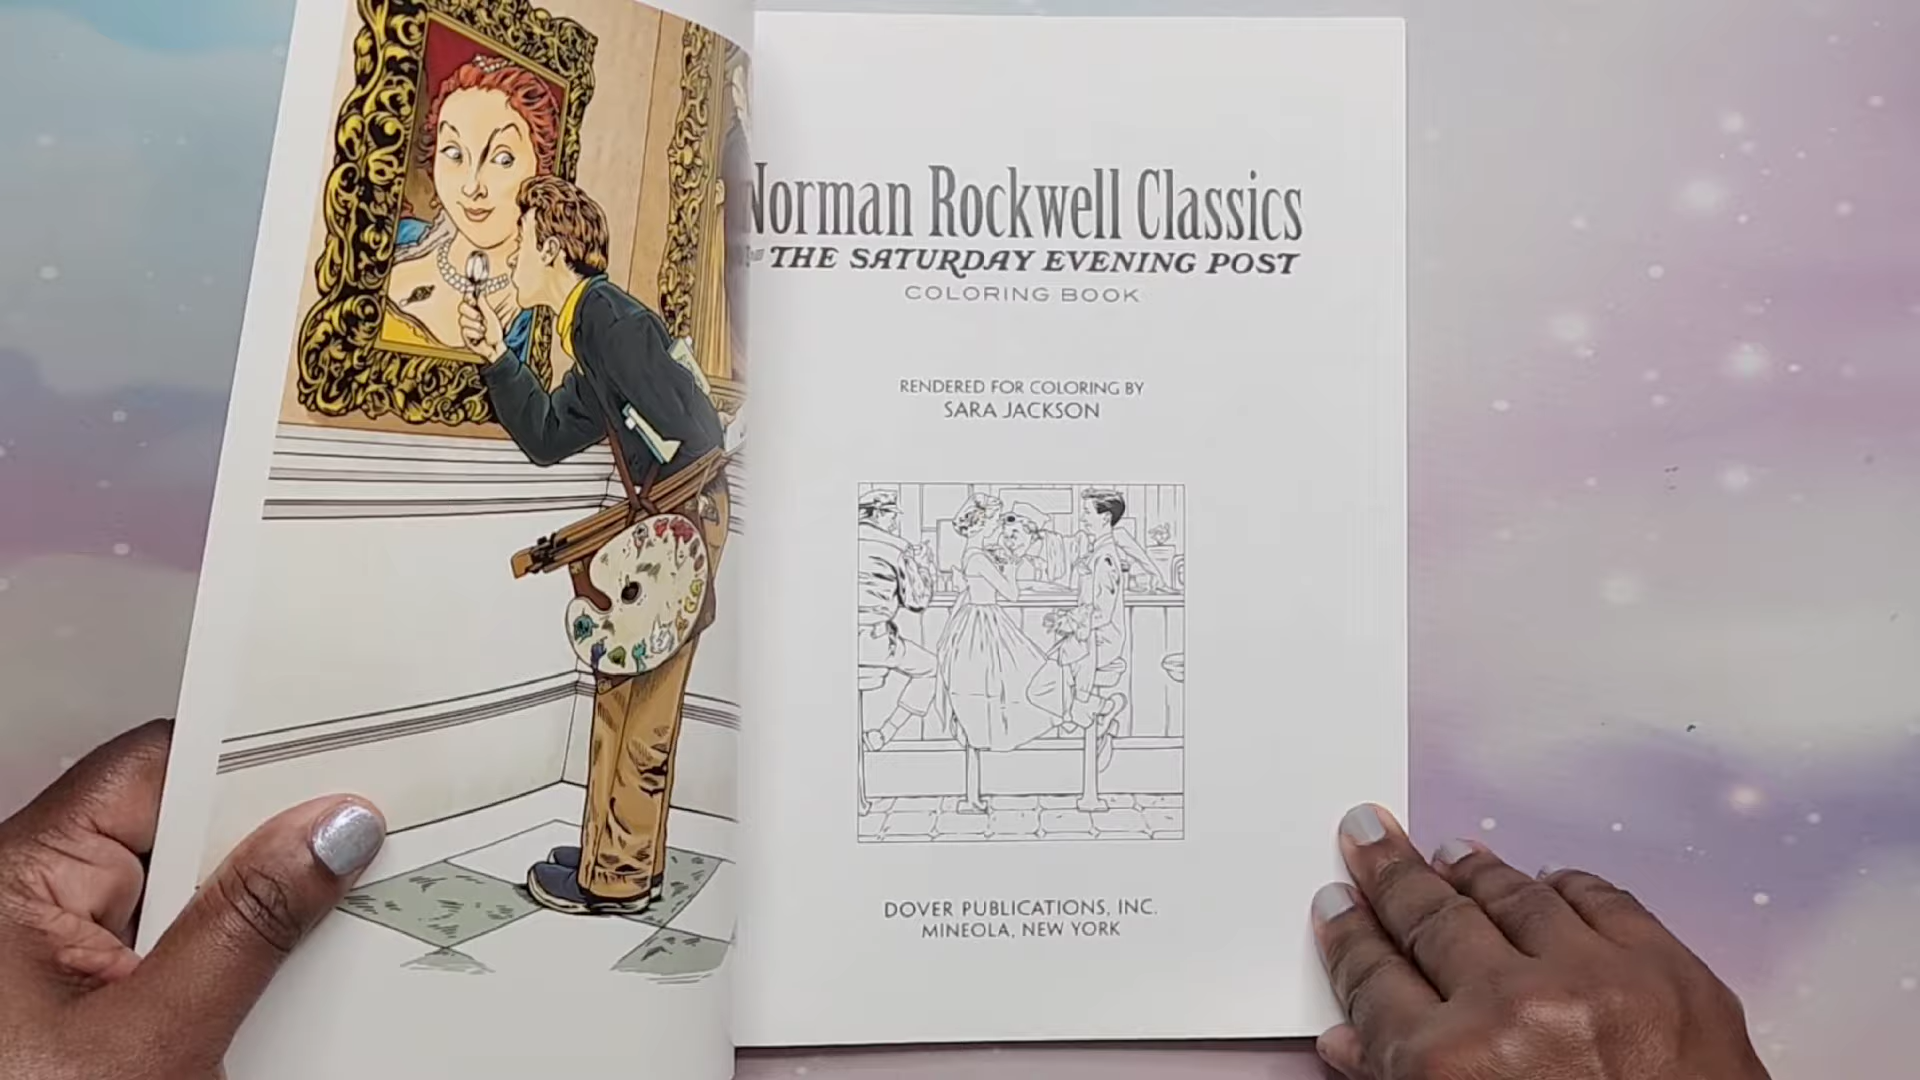 Norman Rockwell Classics
THE SATURDAY EVENING POST
COLORING BOOK
RENDERED FOR COLORING BY
SARA JACKSON
DOVER PUBLICATIONS, INC.
MINEOLA, NEW YORK